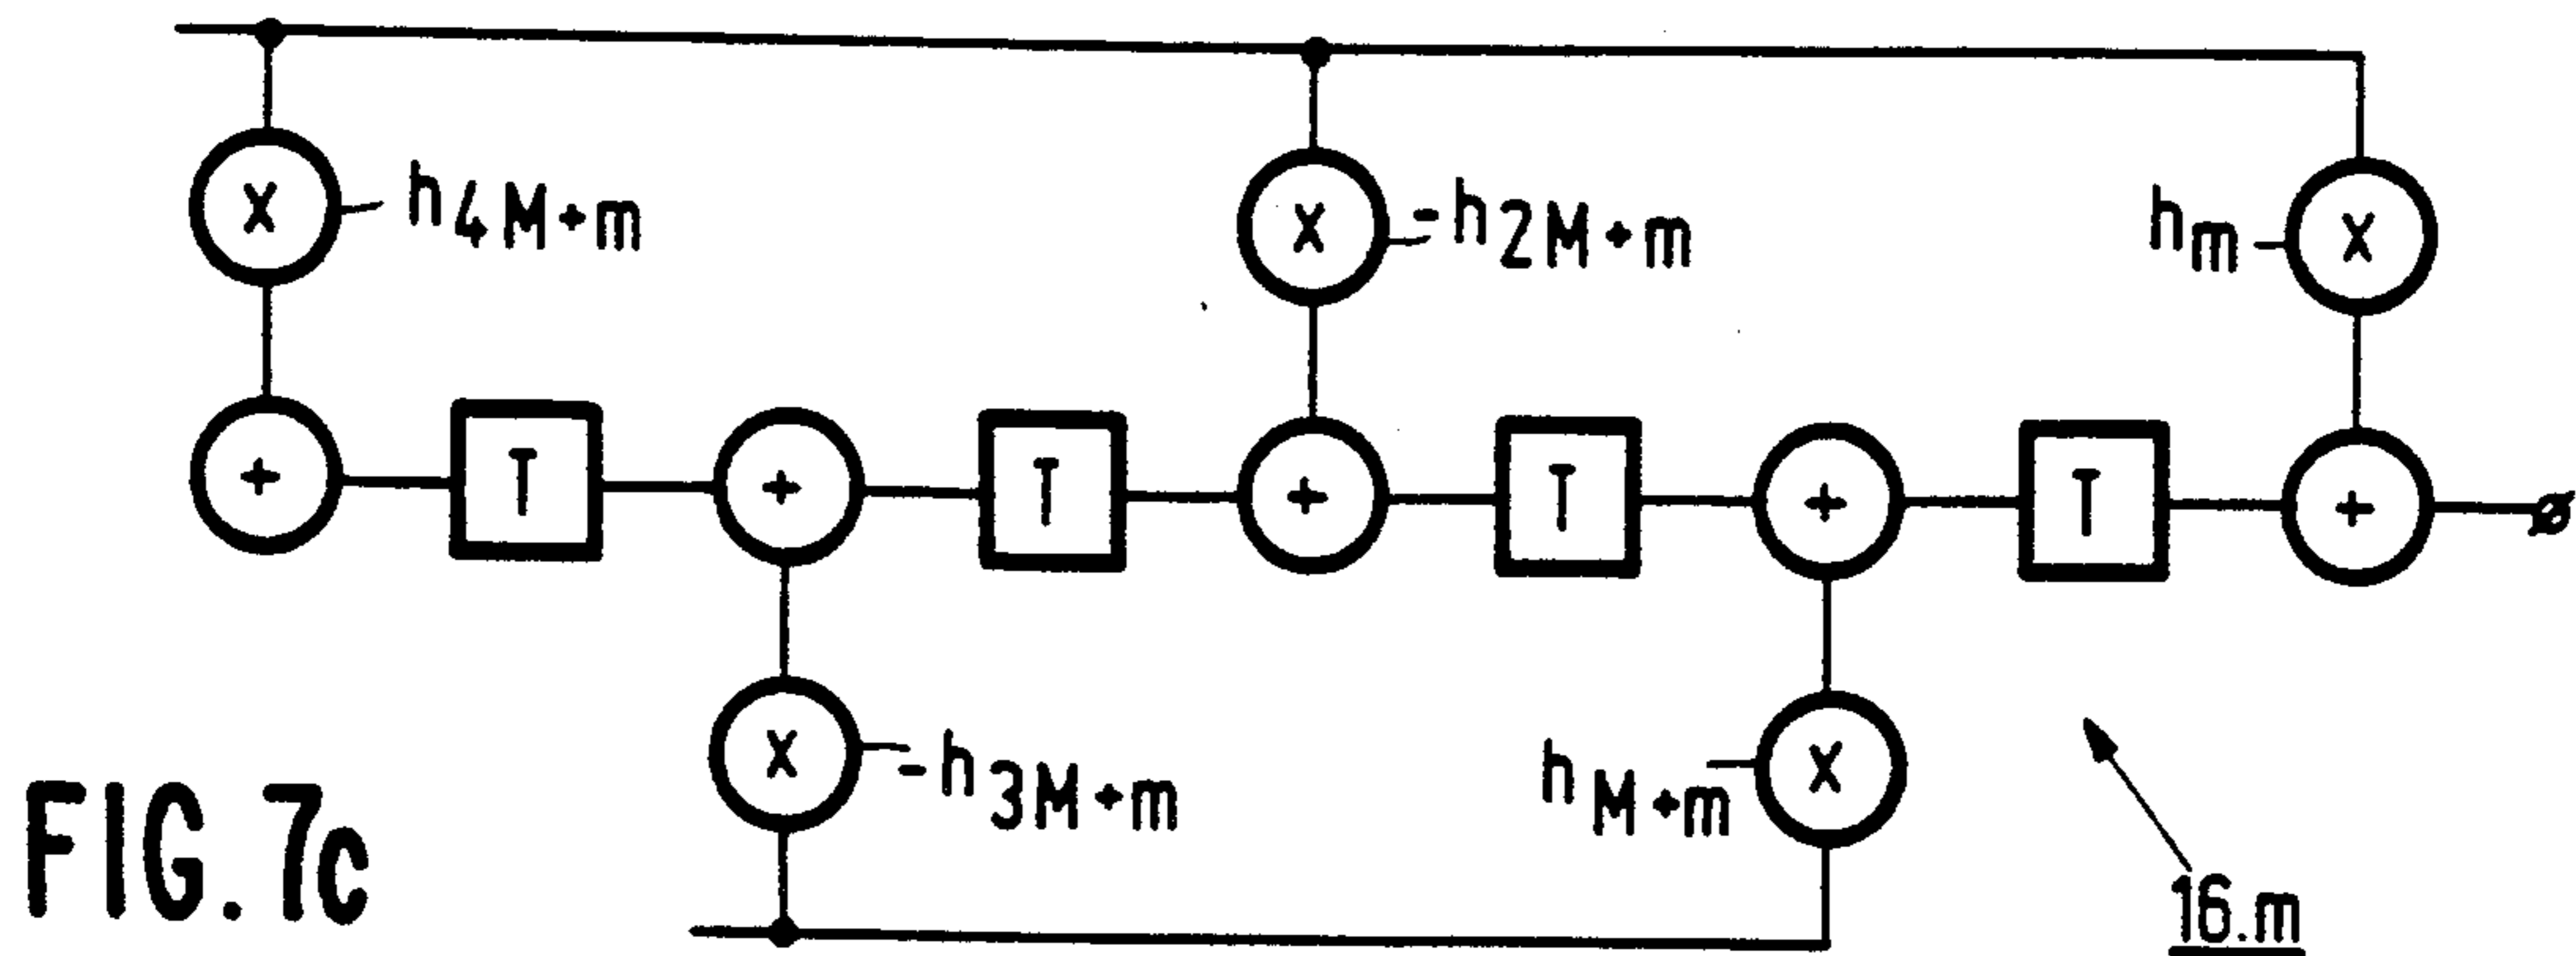 X h4M+m X -h2M+m hm X
+ T + T + T + T +
X -h3M+m hM+m X
FIG. 7c
16.m